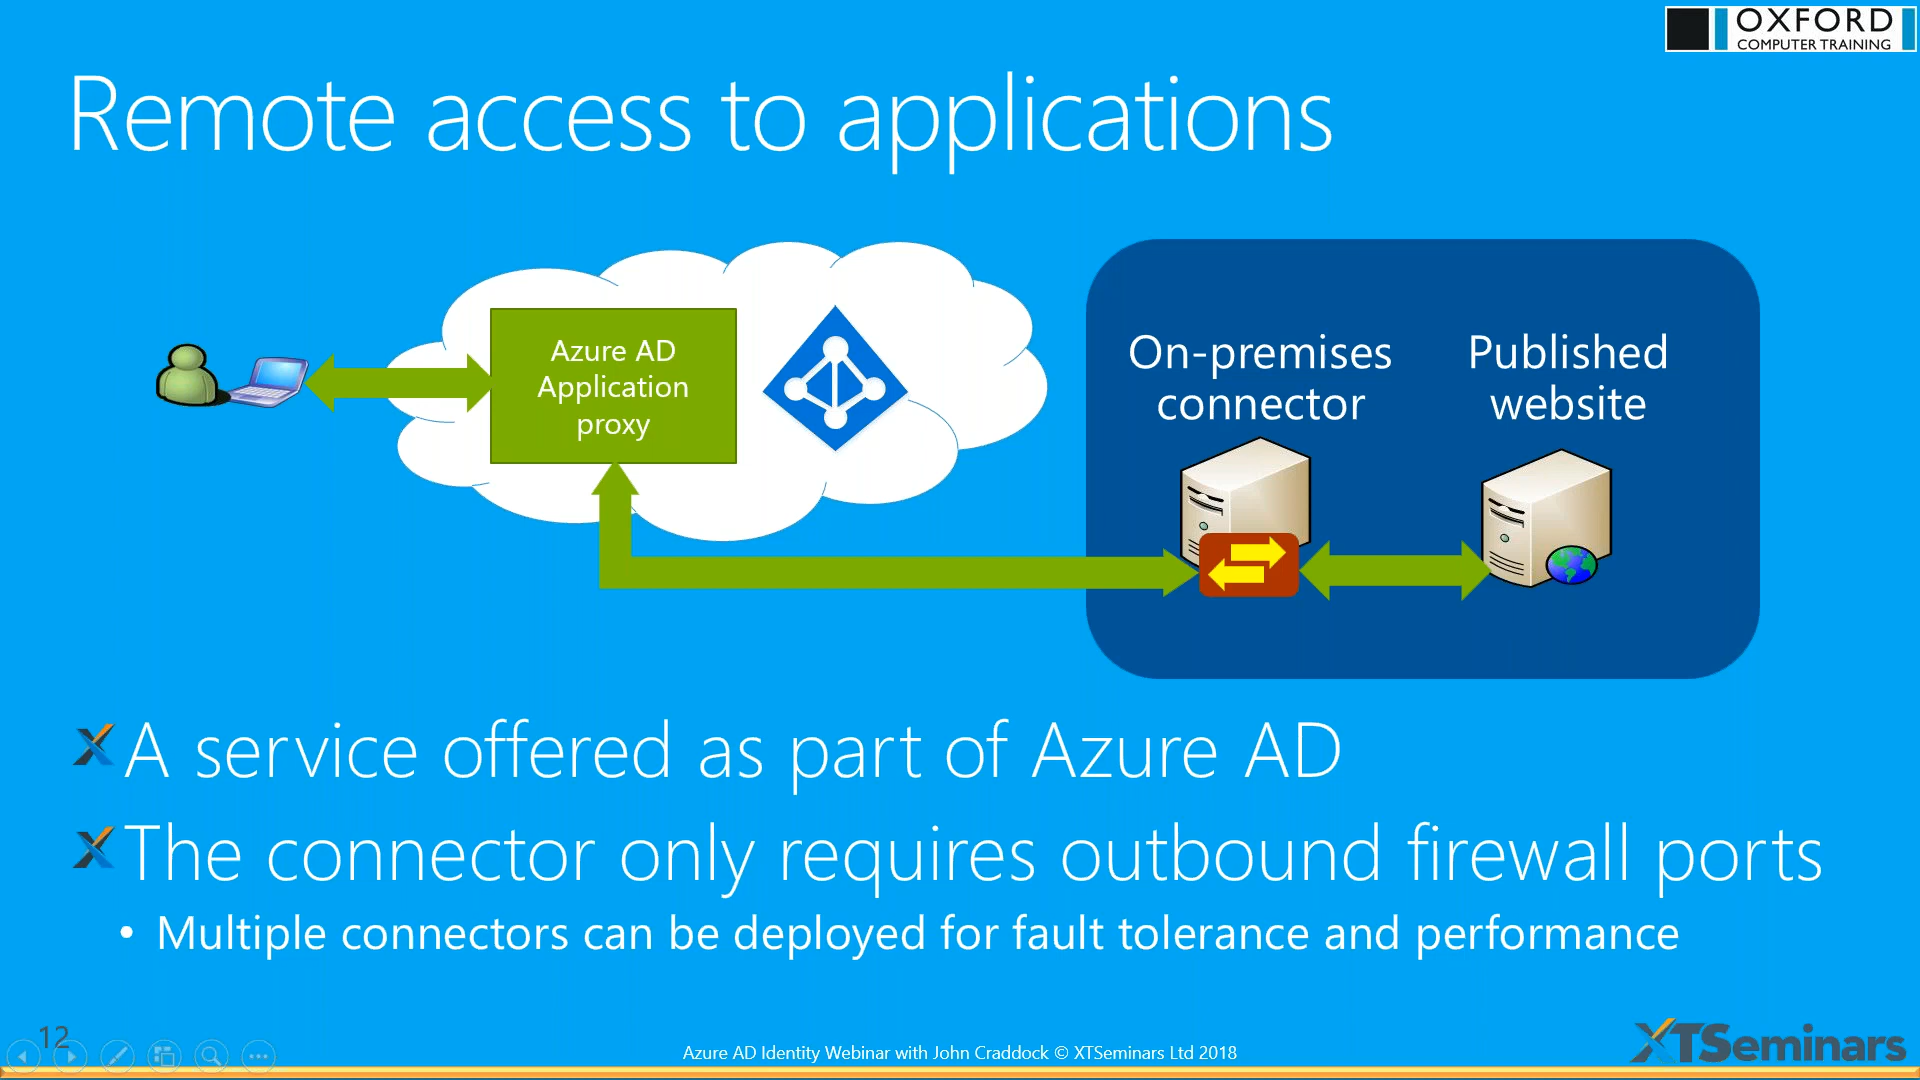 OXFORD
COMPUTER TRAINING
Remote access to applications
Azure AD
Application
proxy
On-premises
connector
Published
website
A service offered as part of Azure AD
The connector only requires outbound firewall ports
• Multiple connectors can be deployed for fault tolerance and performance
12
Azure AD Identity Webinar with John Craddock © XTSeminars Ltd 2018
XTSeminars